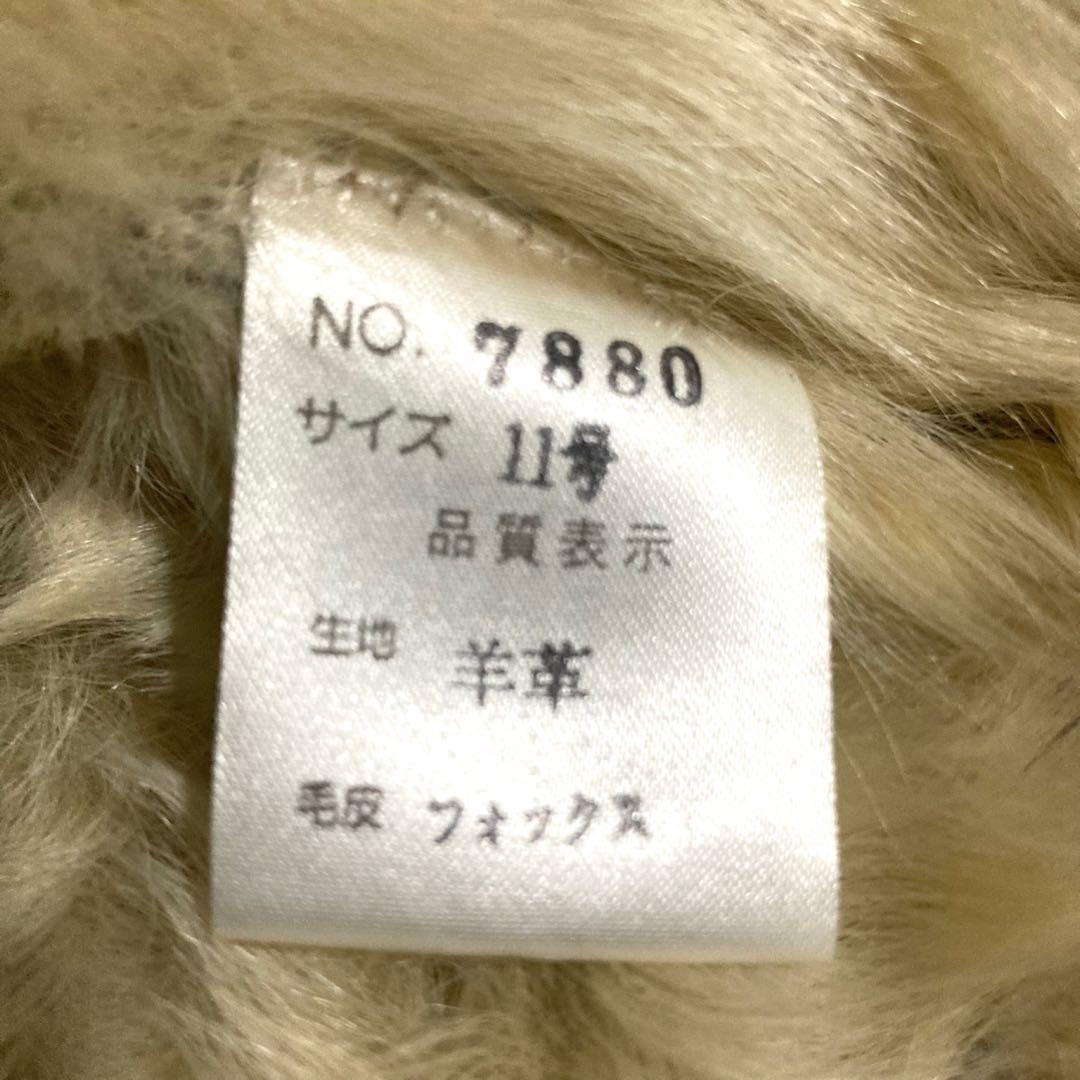 NO. 7880
サイズ 11号
品質表示
生地 羊革
毛皮 フォックス